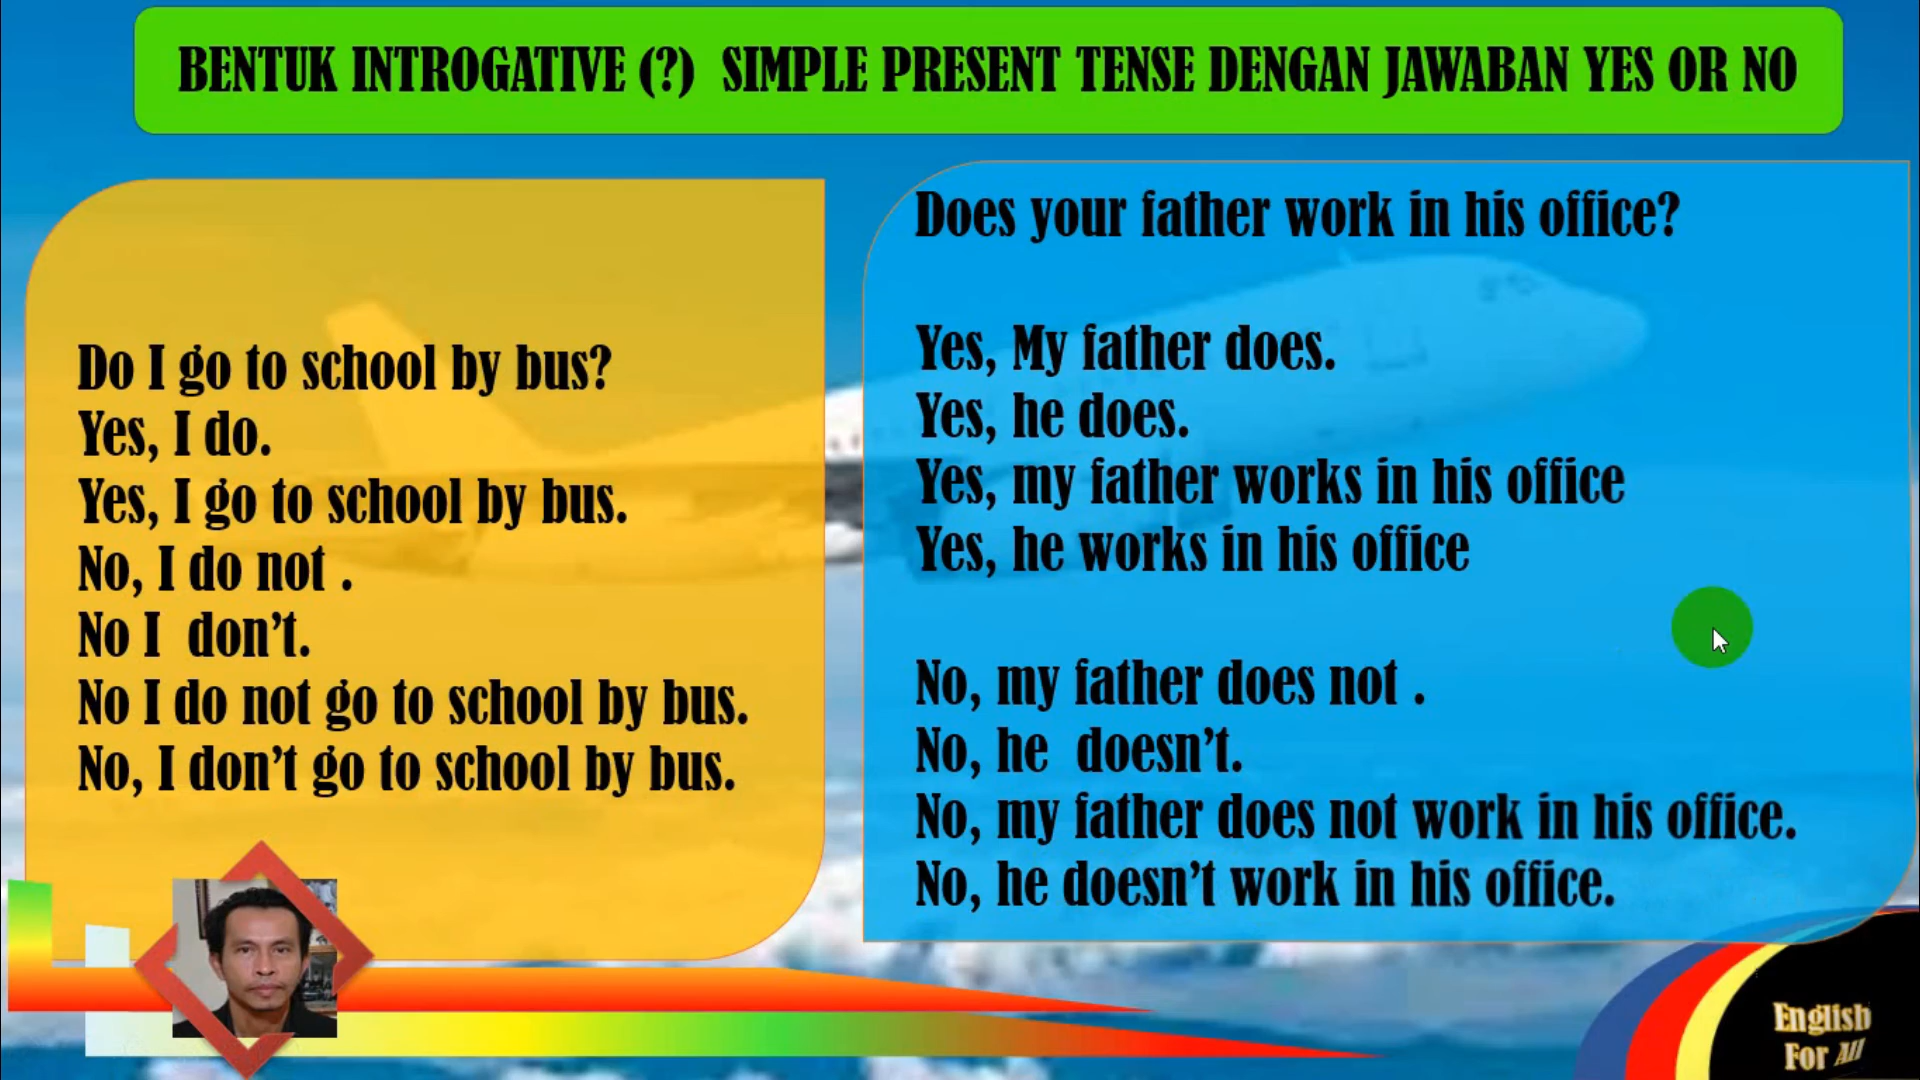 BENTUK INTROGATIVE (?) SIMPLE PRESENT TENSE DENGAN JAWABAN YES OR NO
Do I go to school by bus?
Yes, I do.
Yes, I go to school by bus.
No, I do not .
No I don't.
No I do not go to school by bus.
No, I don't go to school by bus.
Does your father work in his office?
Yes, My father does.
Yes, he does.
Yes, my father works in his office
Yes, he works in his office
No, my father does not .
No, he doesn't.
No, my father does not work in his office.
No, he doesn't work in his office.
English
For All